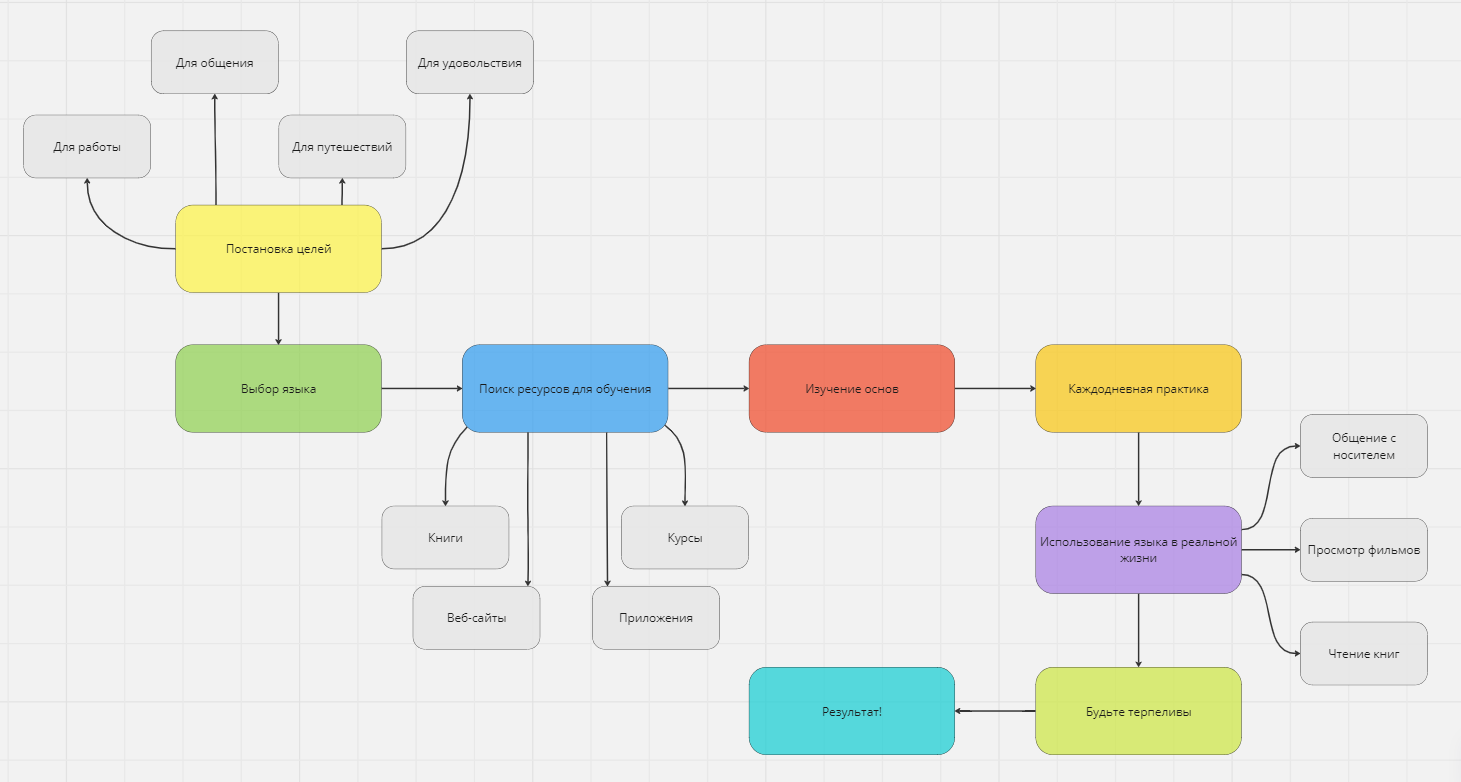 Для общения
Для удовольствия
Для работы
Для путешествий
Постановка целей
Выбор языка
Поиск ресурсов для обучения
Изучение основ
Каждодневная практика
Общение с
носителем
Книги
Курсы
Использование языка в реальной
жизни
Просмотр фильмов
Веб-сайты
Приложения
Чтение книг
Результат!
Будьте терпеливы